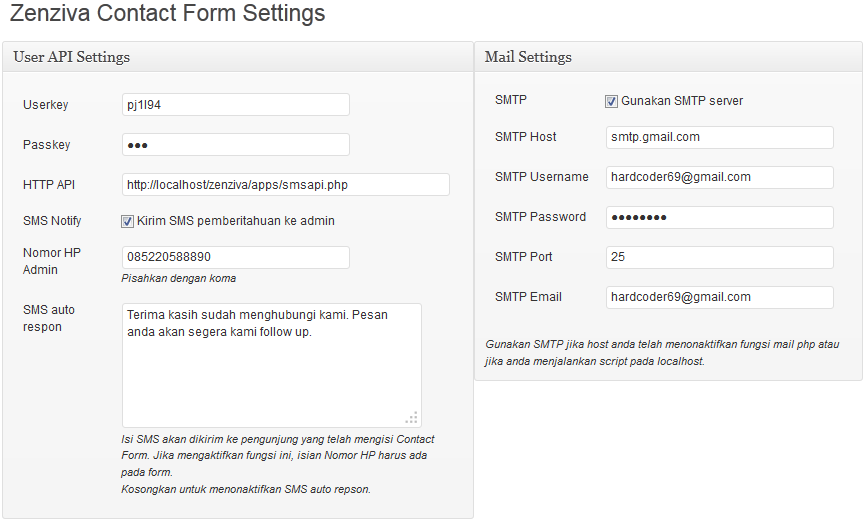 Zenziva Contact Form Settings
User API Settings
Userkey
pj1l94
Passkey
●●●
HTTP API
http://localhost/zenziva/apps/smsapi.php
SMS Notify
Kirim SMS pemberitahuan ke admin
Nomor HP
Admin
085220588890
Pisahkan dengan koma
SMS auto
respon
Terima kasih sudah menghubungi kami. Pesan
anda akan segera kami follow up.
Isi SMS akan dikirim ke pengunjung yang telah mengisi Contact
Form. Jika mengaktifkan fungsi ini, isian Nomor HP harus ada
pada form.
Kosongkan untuk menonaktifkan SMS auto repson.
Mail Settings
SMTP
Gunakan SMTP server
SMTP Host
smtp.gmail.com
SMTP Username
hardcoder69@gmail.com
SMTP Password
●●●●●●●●
SMTP Port
25
SMTP Email
hardcoder69@gmail.com
Gunakan SMTP jika host anda telah menonaktifkan fungsi mail php atau
jika anda menjalankan script pada localhost.